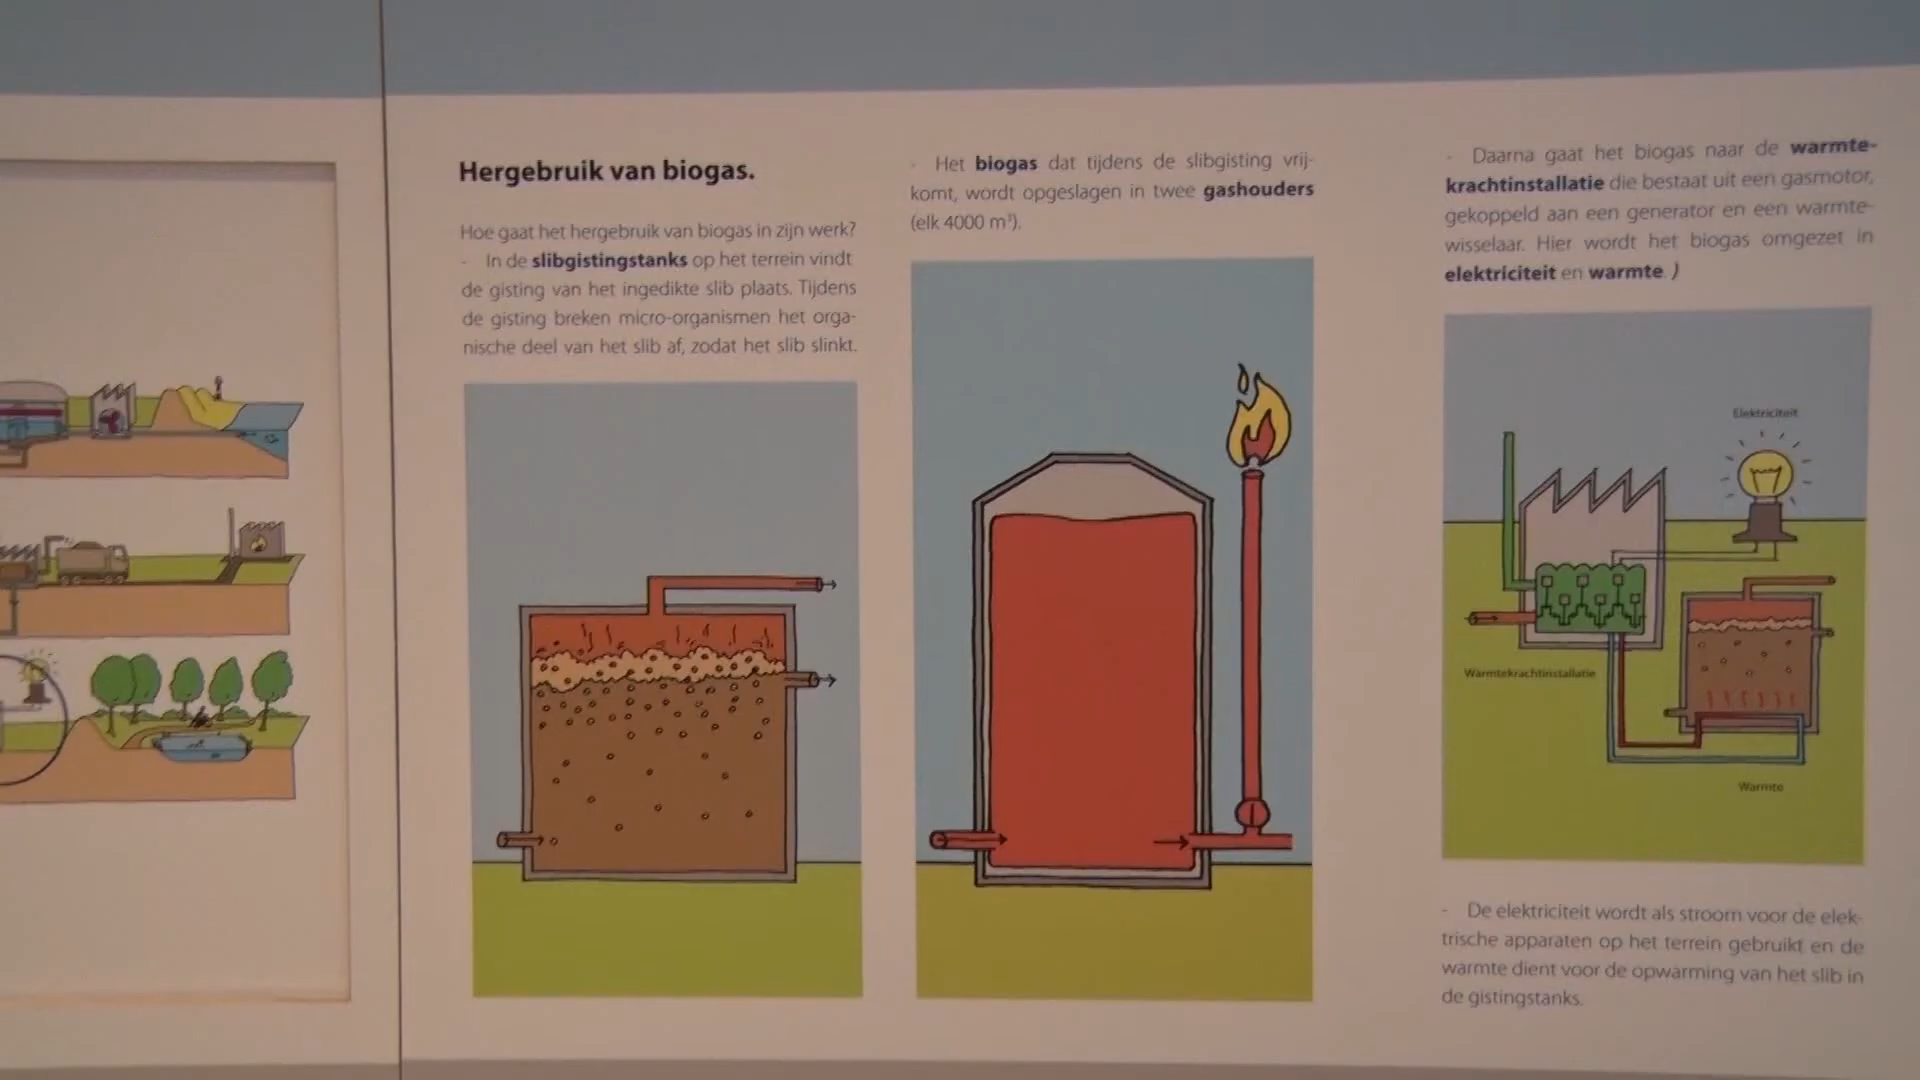 Hergebruik van biogas.
Hoe gaat het hergebruik van biogas in zijn werk?
- In de slibgistingstanks op het terrein vindt
de gisting van het ingedikte slib plaats. Tijdens
de gisting breken micro-organismen het orga-
nische deel van het slib af, zodat het slib slinkt.
- Het biogas dat tijdens de slibgisting vrij-
komt, wordt opgeslagen in twee gashouders
(elk 4000 m³).
- Daarna gaat het biogas naar de warmte-
krachtinstallatie die bestaat uit een gasmotor,
gekoppeld aan een generator en een warmte-
wisselaar. Hier wordt het biogas omgezet in
elektriciteit en warmte. )
Elektriciteit
Warmtekrachtinstallatie
Warmte
- De elektriciteit wordt als stroom voor de elek-
trische apparaten op het terrein gebruikt en de
warmte dient voor de opwarming van het slib in
de gistingstanks.